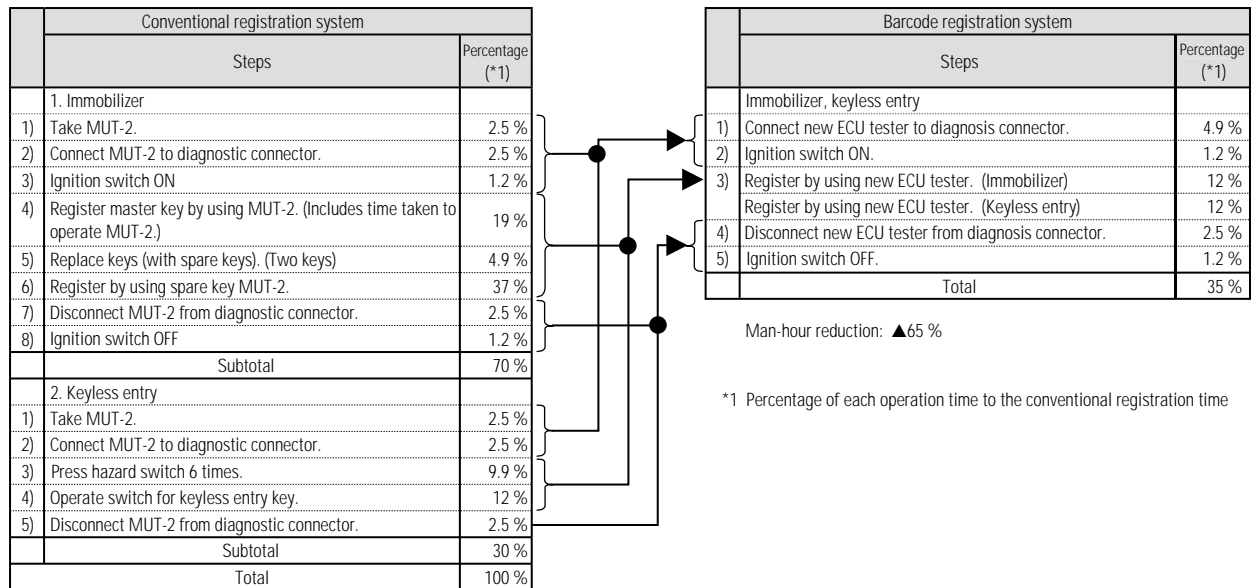 Conventional registration system
Steps Percentage (*1)
1. Immobilizer
1) Take MUT-2. 2.5 %
2) Connect MUT-2 to diagnostic connector. 2.5 %
3) Ignition switch ON 1.2 %
4) Register master key by using MUT-2. (Includes time taken to
operate MUT-2.) 19 %
5) Replace keys (with spare keys). (Two keys) 4.9 %
6) Register by using spare key MUT-2. 37 %
7) Disconnect MUT-2 from diagnostic connector. 2.5 %
8) Ignition switch OFF 1.2 %
Subtotal 70 %
2. Keyless entry
1) Take MUT-2. 2.5 %
2) Connect MUT-2 to diagnostic connector. 2.5 %
3) Press hazard switch 6 times. 9.9 %
4) Operate switch for keyless entry key. 12 %
5) Disconnect MUT-2 from diagnostic connector. 2.5 %
Subtotal 30 %
Total 100 %
Barcode registration system
Steps Percentage (*1)
Immobilizer, keyless entry
1) Connect new ECU tester to diagnosis connector. 4.9 %
2) Ignition switch ON. 1.2 %
3) Register by using new ECU tester. (Immobilizer) 12 %
Register by using new ECU tester. (Keyless entry) 12 %
4) Disconnect new ECU tester from diagnosis connector. 2.5 %
5) Ignition switch OFF. 1.2 %
Total 35 %
Man-hour reduction: ▲65 %
*1 Percentage of each operation time to the conventional registration time